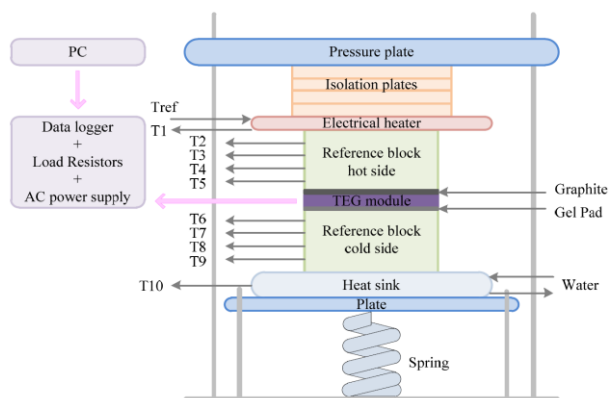 PC
Pressure plate
Isolation plates
Tref
T1
Electrical heater
Data logger
+
Load Resistors
+
AC power supply
T2
T3
T4
T5
Reference block
hot side
Graphite
TEG module
Gel Pad
T6
T7
T8
T9
Reference block
cold side
T10
Heat sink
Water
Plate
Spring